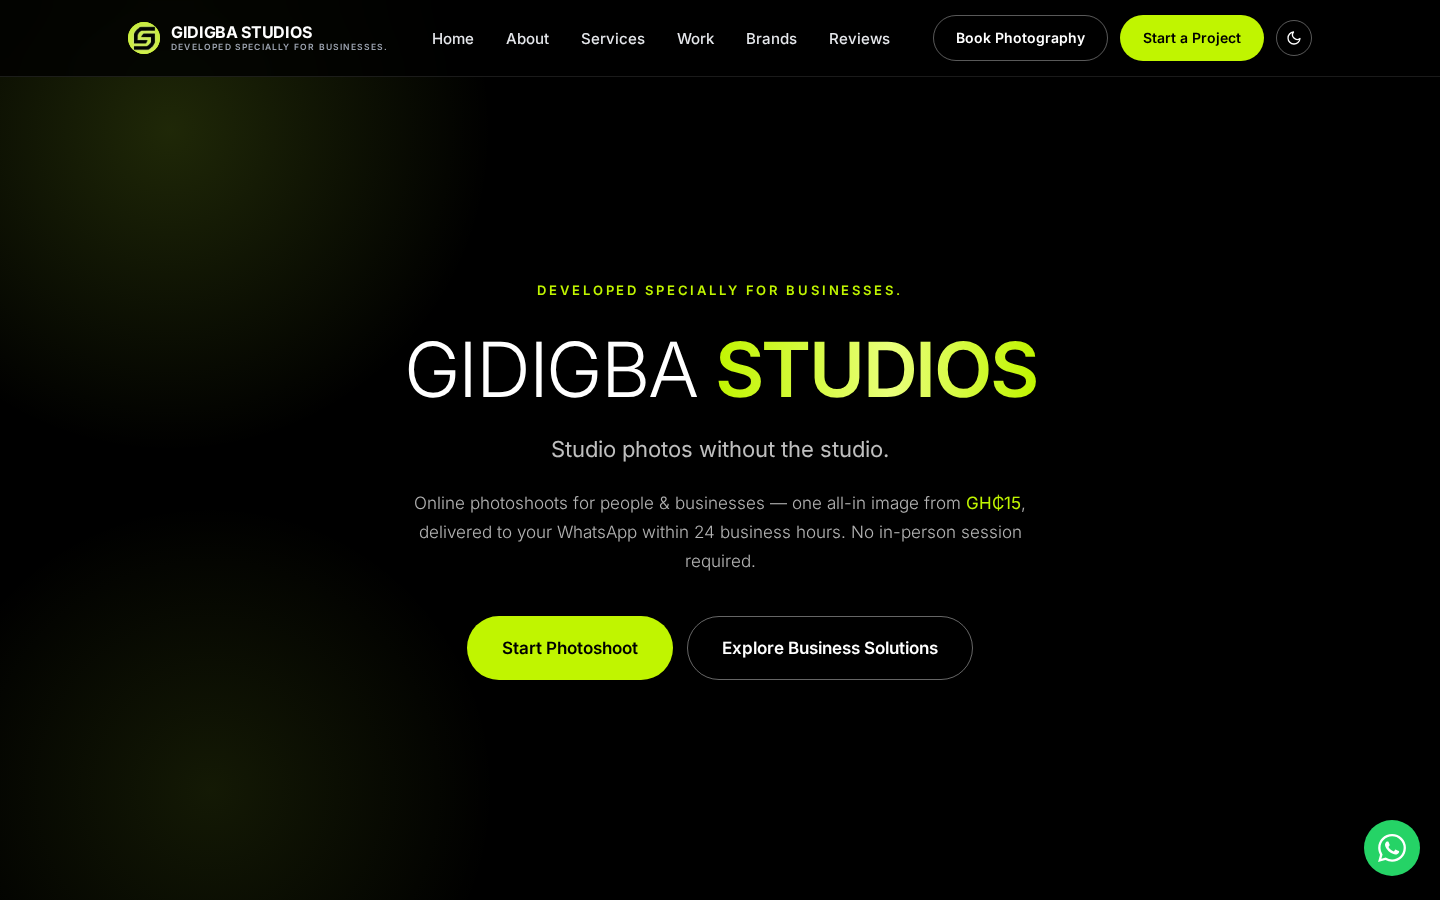 GIDIGBA STUDIOS
DEVELOPED SPECIALLY FOR BUSINESSES.
Home
About
Services
Work
Brands
Reviews
Book Photography
Start a Project
DEVELOPED SPECIALLY FOR BUSINESSES.
GIDIGBA STUDIOS
Studio photos without the studio.
Online photoshoots for people & businesses — one all-in image from GH₵15,
delivered to your WhatsApp within 24 business hours. No in-person session
required.
Start Photoshoot
Explore Business Solutions